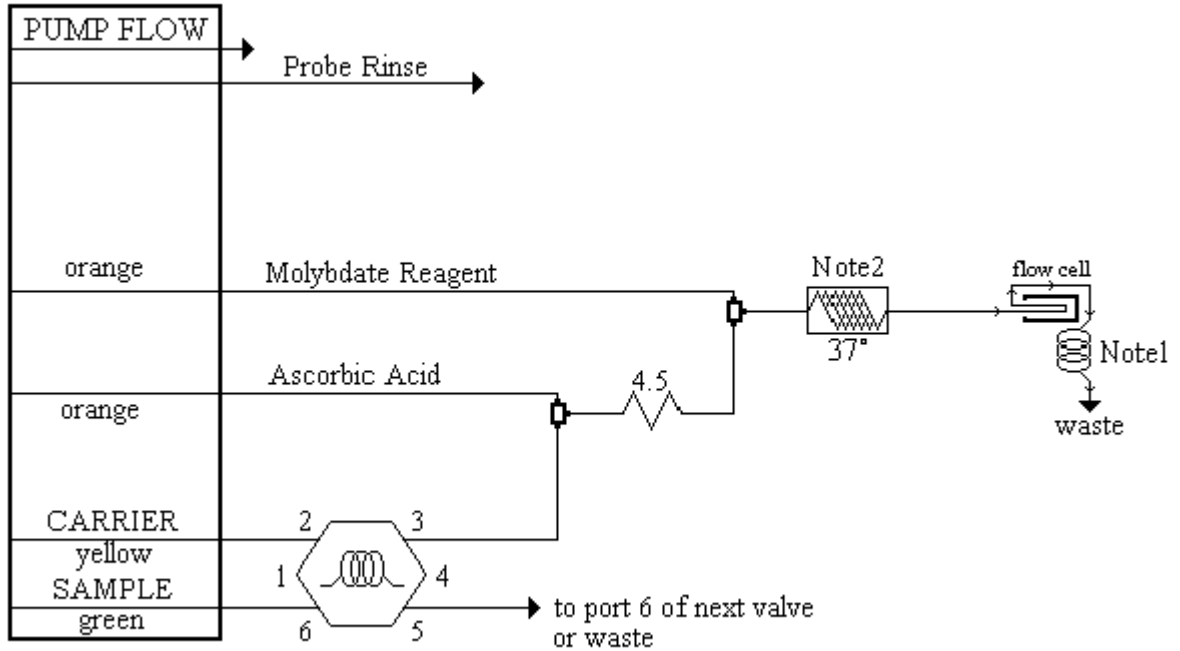 PUMP FLOW
Probe Rinse
orange
Molybdate Reagent
Note2
37°
flow cell
Note1
waste
Ascorbic Acid
orange
4.5
CARRIER
yellow
SAMPLE
green
2
3
1
4
6
5
to port 6 of next valve
or waste